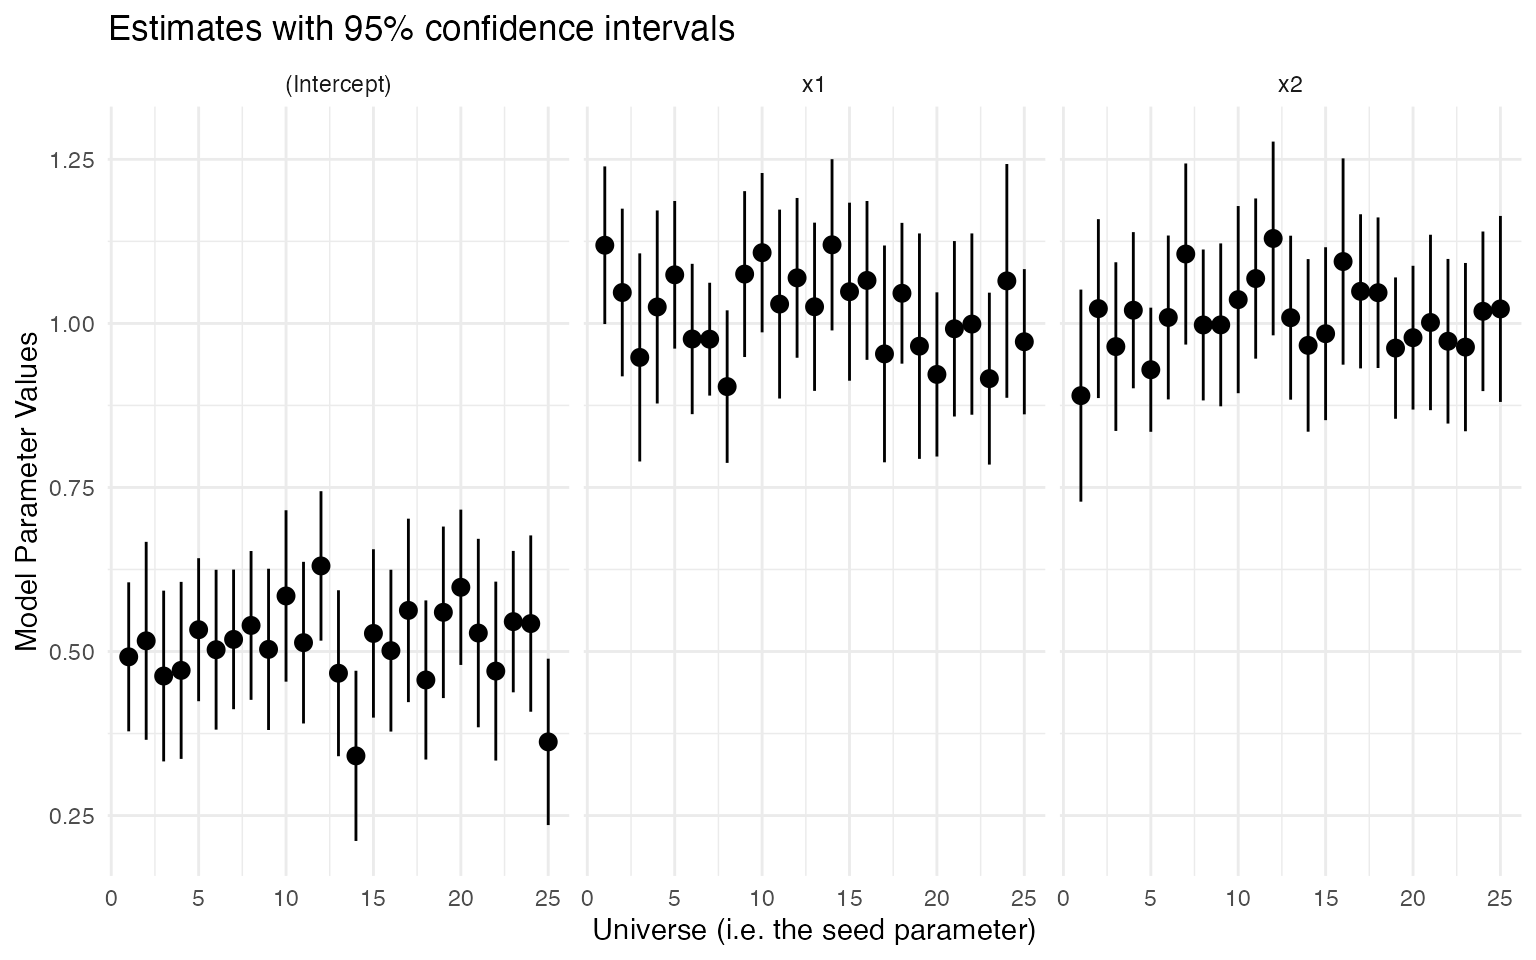 Estimates with 95% confidence intervals
(Intercept) x1 x2
Model Parameter Values
1.25
1.00
0.75
0.50
0.25
0 5 10 15 20 25 0 5 10 15 20 25 0 5 10 15 20 25
Universe (i.e. the seed parameter)